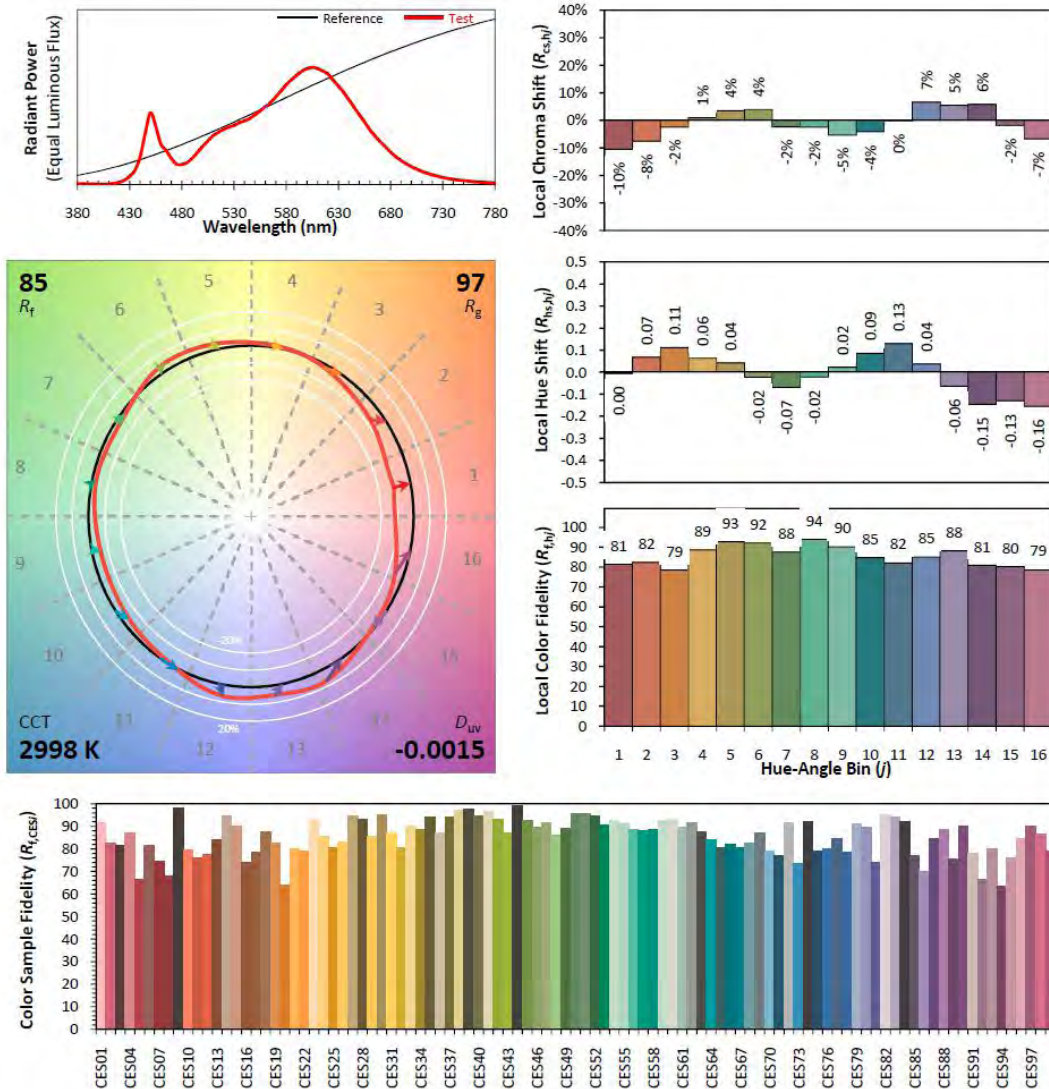 Reference
Test
Radiant Power
(Equal Luminous Flux)
380 430 480 530 580 630 680 730 780
Wavelength (nm)
Local Chroma Shift (Rcs,hj)
40%
30%
20%
10%
0%
-10%
-20%
-30%
-40%
-10% -8% -2% 1% 4% 4% -2% -2% -5% -4% 0% 7% 5% 6% -2% -7%
85
Rf
97
Rg
1
2
3
4
5
6
7
8
9
10
11
12
13
15
16
-20%
20%
CCT
2998 K
Duv
-0.0015
Local Hue Shift (Rhs,hj)
0.5
0.4
0.3
0.2
0.1
0.0
-0.1
-0.2
-0.3
-0.4
-0.5
0.00 0.07 0.11 0.06 0.04 -0.02 -0.07 -0.02 0.02 0.09 0.13 0.04 -0.06 -0.15 -0.13 -0.16
Local Color Fidelity (Rf,hj)
100
90
80
70
60
50
40
30
20
10
0
81 82 79 89 93 92 88 94 90 85 82 85 88 81 80 79
1 2 3 4 5 6 7 8 9 10 11 12 13 14 15 16
Hue-Angle Bin (j)
Color Sample Fidelity (Rf,CESi)
100
90
80
70
60
50
40
30
20
10
0
CES01 CES04 CES07 CES10 CES13 CES16 CES19 CES22 CES25 CES28 CES31 CES34 CES37 CES40 CES43 CES46 CES49 CES52 CES55 CES58 CES61 CES64 CES67 CES70 CES73 CES76 CES79 CES82 CES85 CES88 CES91 CES94 CES97